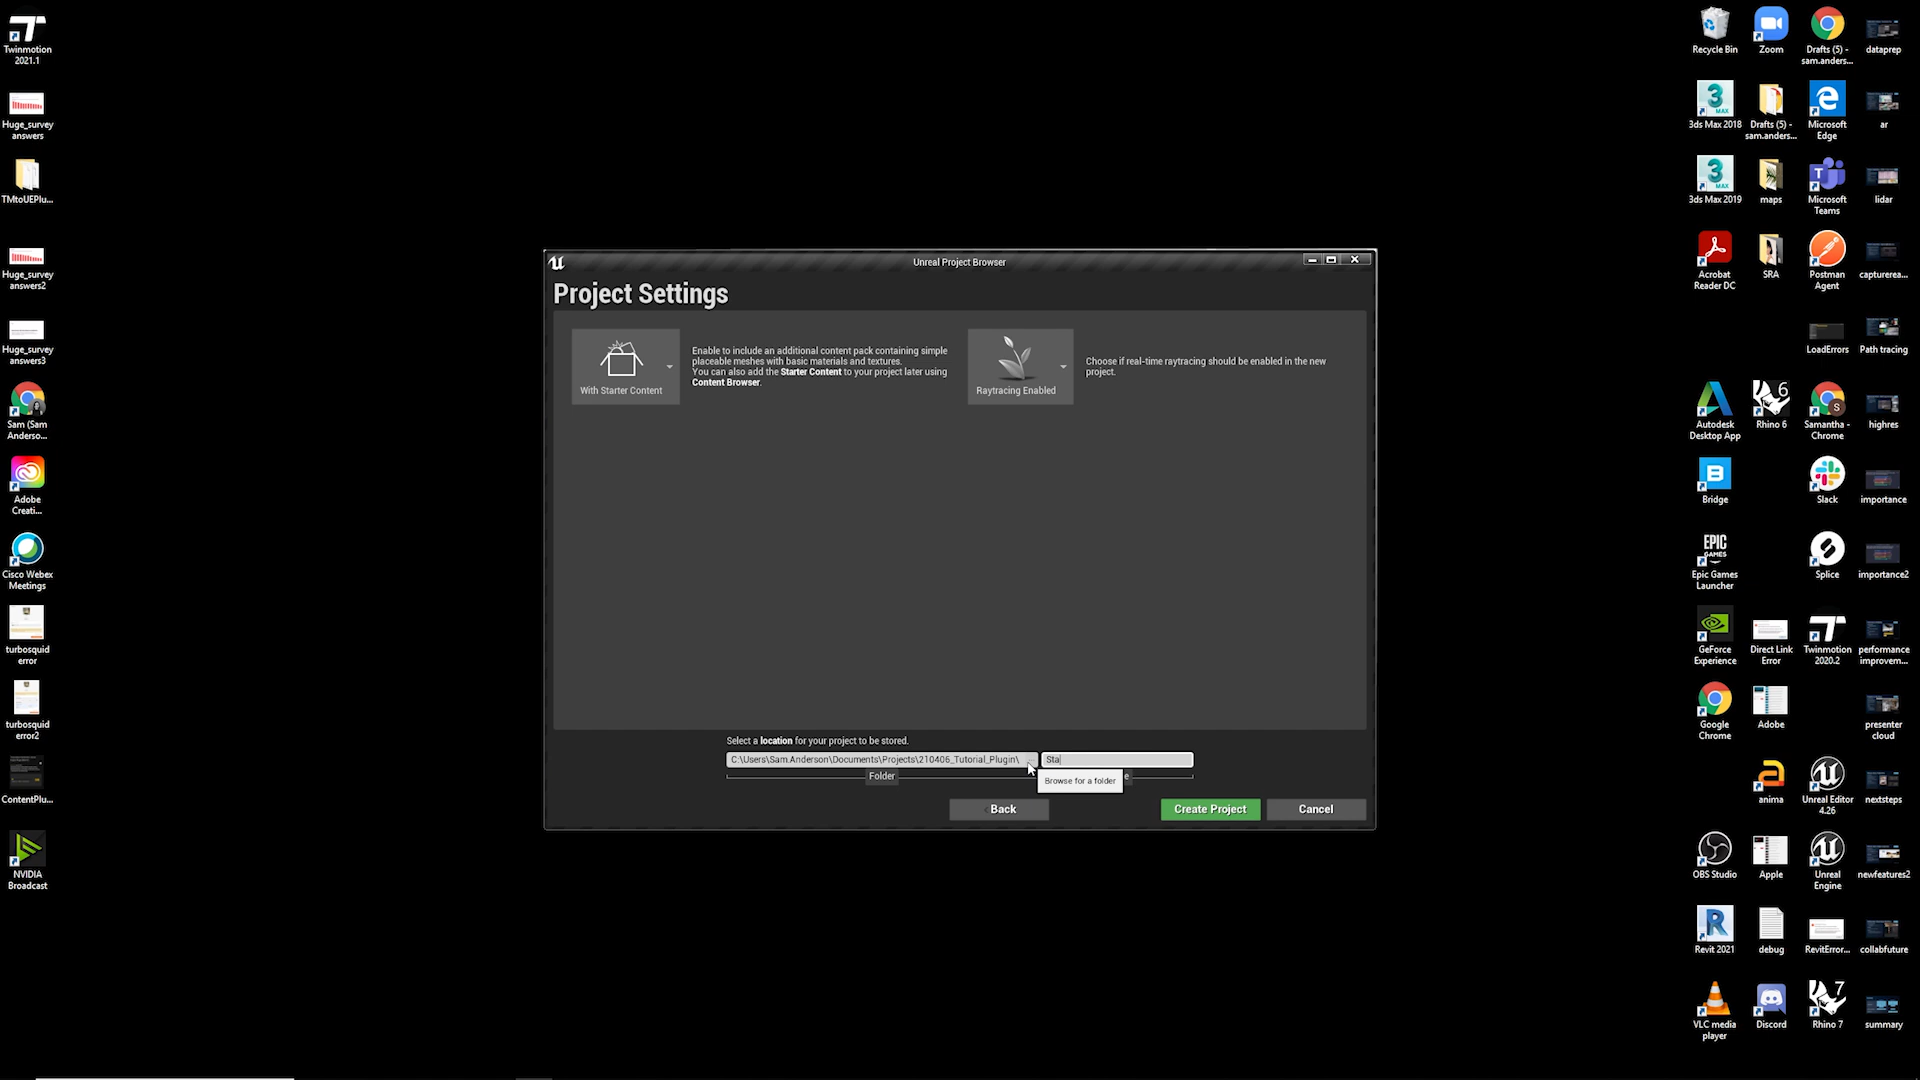 Twinmotion
2021.1
Huge_survey
answers
TMtoUEPlu...
Huge_survey
answers2
Huge_survey
answers3
Sam (Sam
Anderso...
Adobe
Creati...
Cisco Webex
Meetings
turbosquid
error
turbosquid
error2
ContentPlu...
NVIDIA
Broadcast
Unreal Project Browser
Project Settings
With Starter Content
Enable to include an additional content pack containing simple
placeable meshes with basic materials and textures.
You can also add the Starter Content to your project later using
Content Browser.
Raytracing Enabled
Choose if real-time raytracing should be enabled in the new
project.
Select a location for your project to be stored.
C:\Users\Sam.Anderson\Documents\Projects\210406_Tutorial_Plugin\
...
Sta
Folder
Browse for a folder
e
Back
Create Project
Cancel
Recycle Bin
Zoom
Drafts (5) -
sam.anders...
dataprep
3
MAX
3ds Max 2018
Drafts (5) -
sam.anders...
Microsoft
Edge
ar
3
MAX
3ds Max 2019
maps
T
Microsoft
Teams
lidar
Acrobat
Reader DC
SRA
Postman
Agent
capturerea...
LoadErrors
Path tracing
Autodesk
Desktop App
6
Rhino 6
S
Samantha -
Chrome
highres
B
Bridge
Slack
importance
EPIC
GAMES
Epic Games
Launcher
Splice
importance2
GeForce
Experience
Direct Link
Error
Twinmotion
2020.2
performance
improvem...
Google
Chrome
Adobe
presenter
cloud
anima
Unreal Editor
4.26
nextsteps
OBS Studio
Apple
Unreal
Engine
newfeatures2
R
Revit 2021
debug
RevitError...
collabfuture
VLC media
player
Discord
7
Rhino 7
summary